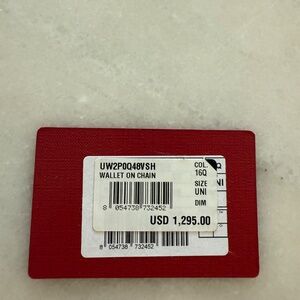 UW2P0Q48VSH
WALLET ON CHAIN
COL.
16Q
SIZE
UNI
DIM
8 054738 732452
USD 1,295.00
8 054738 732452